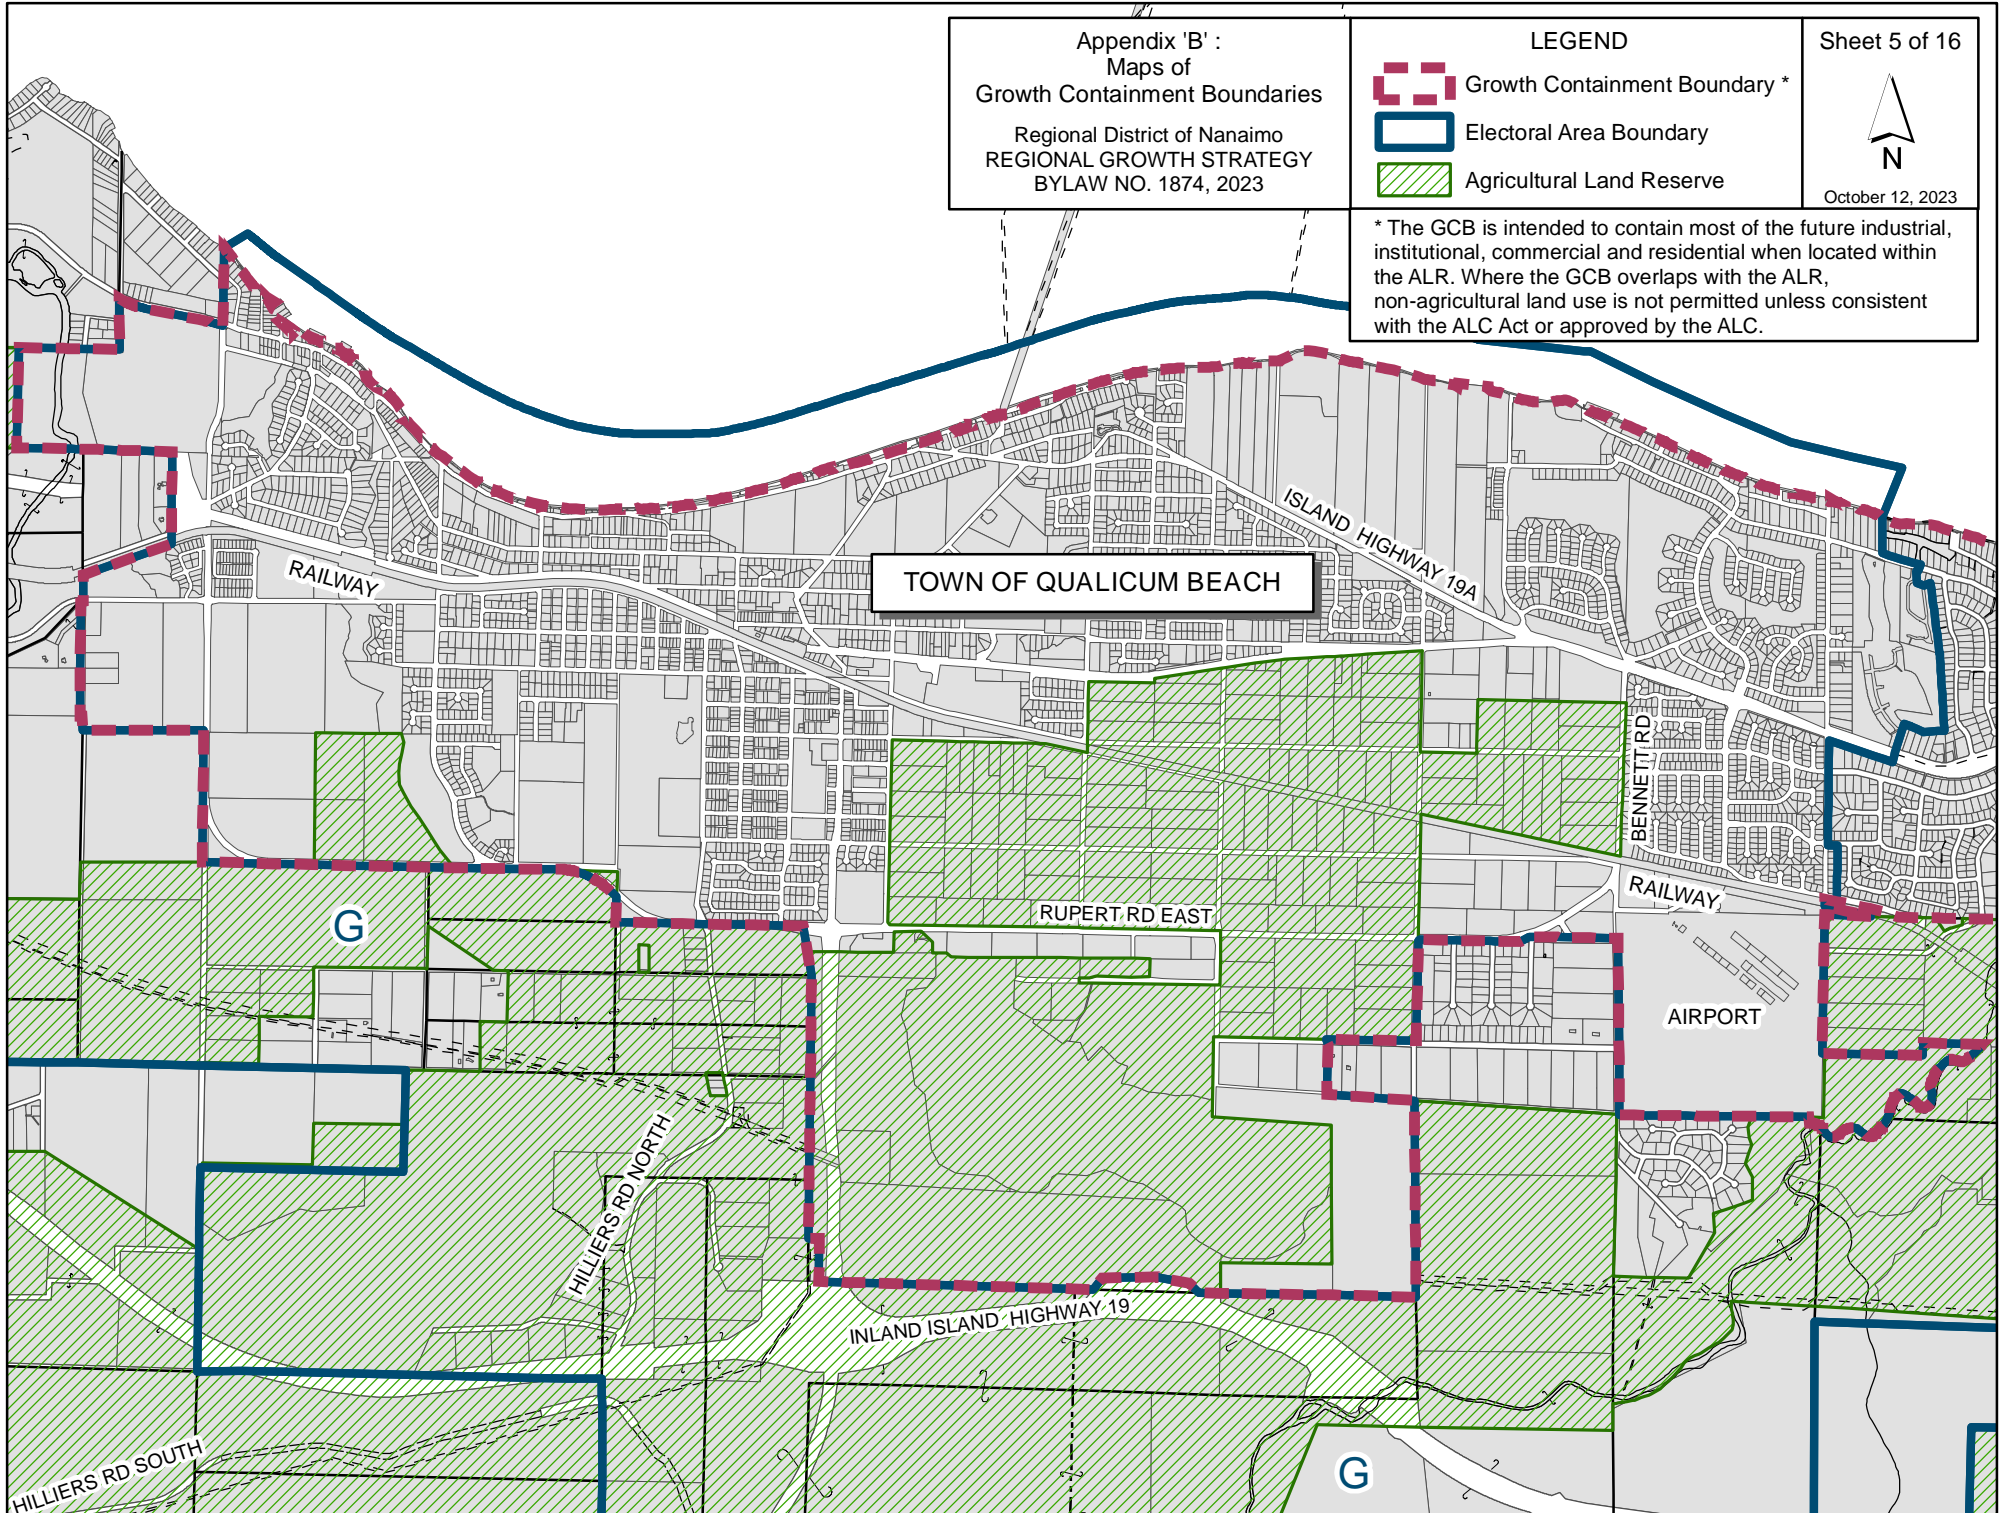 Appendix 'B' :
Maps of
Growth Containment Boundaries
Regional District of Nanaimo
REGIONAL GROWTH STRATEGY
BYLAW NO. 1874, 2023
LEGEND
Growth Containment Boundary *
Electoral Area Boundary
Agricultural Land Reserve
Sheet 5 of 16
N
October 12, 2023
* The GCB is intended to contain most of the future industrial,
institutional, commercial and residential when located within
the ALR. Where the GCB overlaps with the ALR,
non-agricultural land use is not permitted unless consistent
with the ALC Act or approved by the ALC.
ISLAND HIGHWAY 19A
RAILWAY
TOWN OF QUALICUM BEACH
BENNETT RD
RAILWAY
RUPERT RD EAST
G
AIRPORT
HILLIERS RD NORTH
INLAND ISLAND HIGHWAY 19
HILLIERS RD SOUTH
G